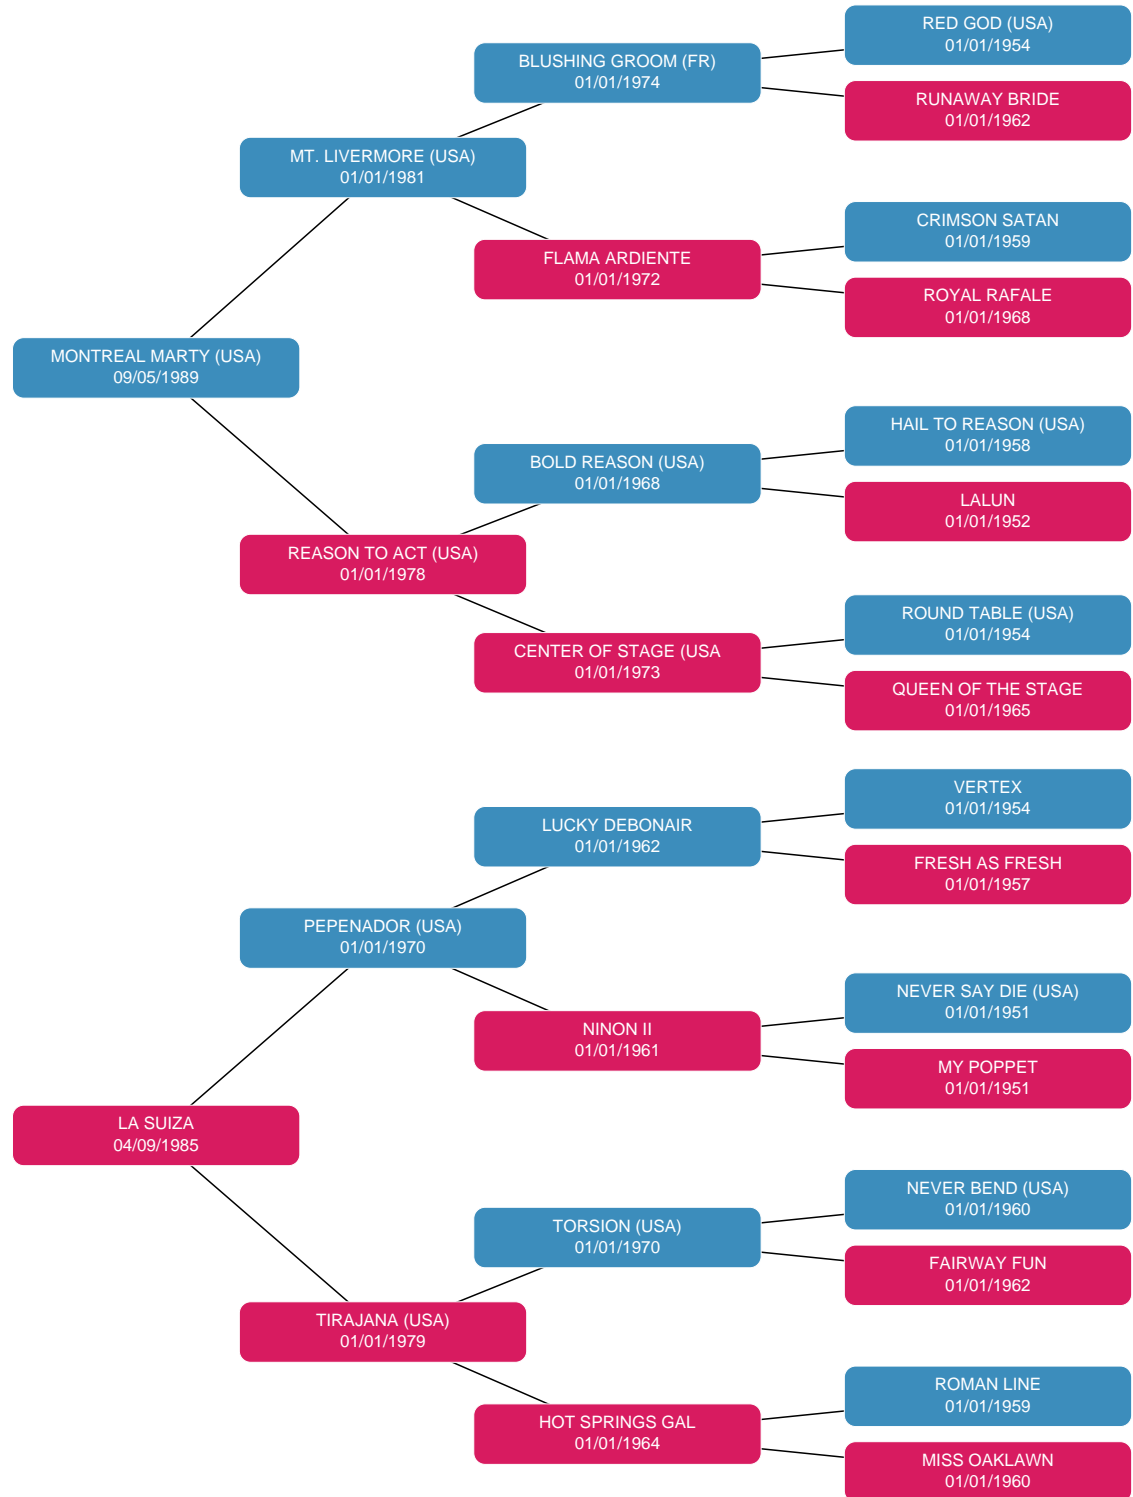 RED GOD (USA)
01/01/1954
BLUSHING GROOM (FR)
01/01/1974
RUNAWAY BRIDE
01/01/1962
MT. LIVERMORE (USA)
01/01/1981
CRIMSON SATAN
01/01/1959
FLAMA ARDIENTE
01/01/1972
ROYAL RAFALE
01/01/1968
MONTREAL MARTY (USA)
09/05/1989
HAIL TO REASON (USA)
01/01/1958
BOLD REASON (USA)
01/01/1968
LALUN
01/01/1952
REASON TO ACT (USA)
01/01/1978
ROUND TABLE (USA)
01/01/1954
CENTER OF STAGE (USA
01/01/1973
QUEEN OF THE STAGE
01/01/1965
VERTEX
01/01/1954
LUCKY DEBONAIR
01/01/1962
FRESH AS FRESH
01/01/1957
PEPENADOR (USA)
01/01/1970
NEVER SAY DIE (USA)
01/01/1951
NINON II
01/01/1961
MY POPPET
01/01/1951
LA SUIZA
04/09/1985
NEVER BEND (USA)
01/01/1960
TORSION (USA)
01/01/1970
FAIRWAY FUN
01/01/1962
TIRAJANA (USA)
01/01/1979
ROMAN LINE
01/01/1959
HOT SPRINGS GAL
01/01/1964
MISS OAKLAWN
01/01/1960